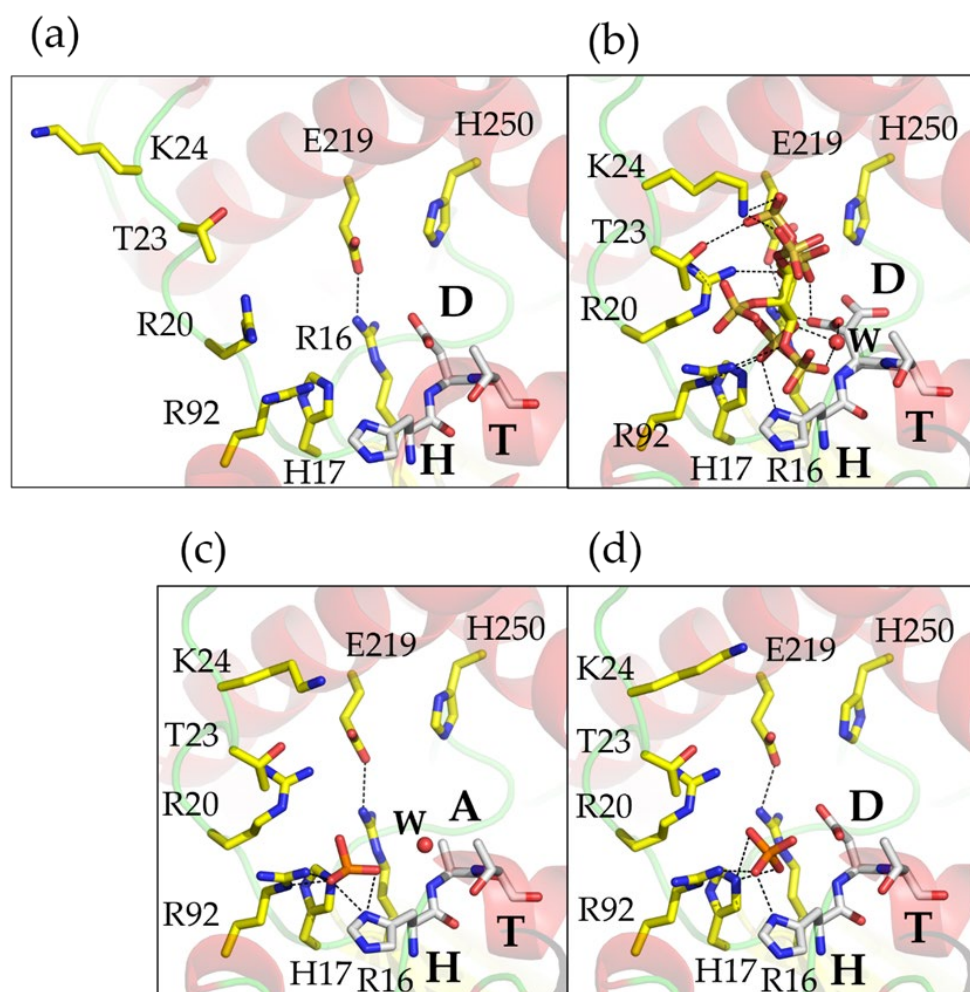 (a)
K24
E219
H250
T23
D
R20
R16
R92
H17
H
T
(b)
E219
H250
K24
T23
D
R20
W
R92
T
H17
R16
H
(c)
E219
H250
K24
T23
W
A
R20
R92
H17
R16
H
T
(d)
E219
H250
K24
T23
D
R20
R92
T
H17
R16
H